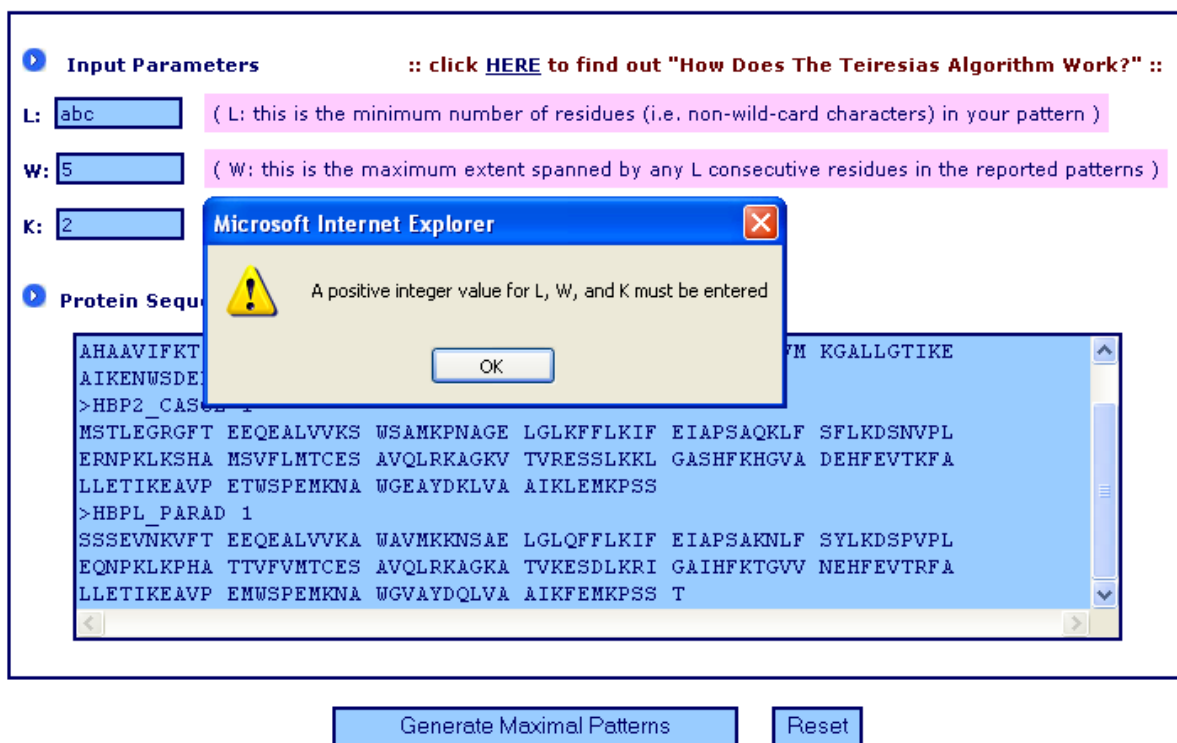 Input Parameters :: click HERE to find out "How Does The Teiresias Algorithm Work?" ::
L: abc ( L: this is the minimum number of residues (i.e. non-wild-card characters) in your pattern )
W: 5 ( W: this is the maximum extent spanned by any L consecutive residues in the reported patterns )
K: 2
Microsoft Internet Explorer
A positive integer value for L, W, and K must be entered
OK
Protein Sequ
AHAAVIFKT KGALLGTIKE
AIKENWSDE
>HBP2_CASGL 1
MSTLEGRGFT EEQEALVVKS WSAMKPNAGE LGLKFFLKIF EIAPSAQKLF SFLKDSNVPL
ERNPKLKSHA MSVFLMTCES AVQLRKAGKV TVRESSLKKL GASHFKHGVA DEHFEVTKFA
LLETIKEAVP ETWSPEMKNA WGEAYDKLVA AIKLEMKPSS
>HBPL_PARAD 1
SSSEVNKVFT EEQEALVVKA WAVMKKNSAE LGLQFFLKIF EIAPSAKNLF SYLKDSPVPL
EQNPKLKPHA TTVFVMTCES AVQLRKAGKA TVKESDLKRI GAIHFKTGVV NEHFEVTRFA
LLETIKEAVP EMWSPEMKNA WGVAYDQLVA AIKFEMKPSS T
Generate Maximal Patterns Reset